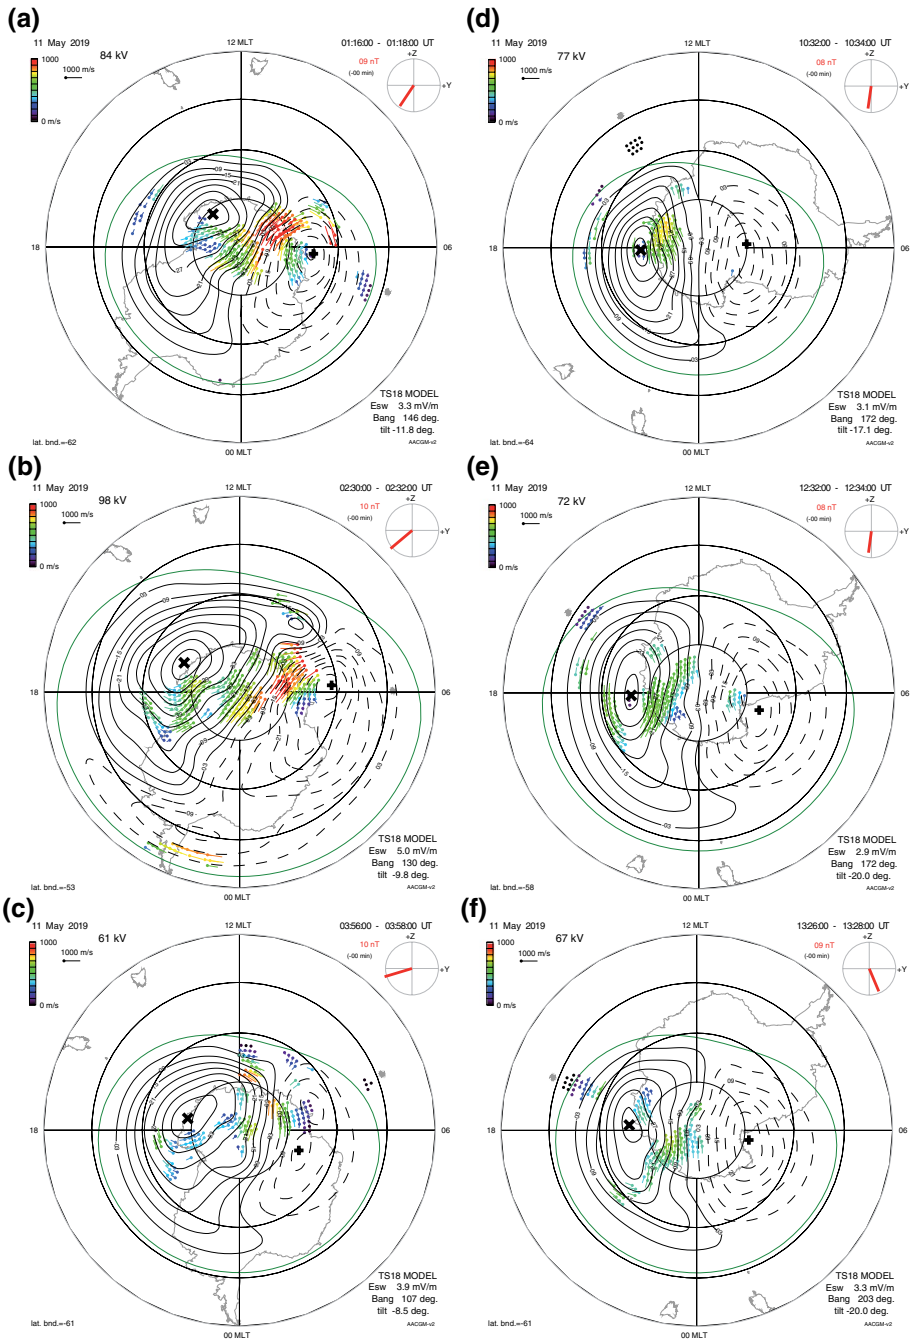 (a)
11 May 2019
84 kV
12 MLT
01:16:00 - 01:18:00 UT
1000
1000 m/s
0 m/s
09 nT
(-00 min)
+Z
+Y
18
TS18 MODEL
Esw 3.3 mV/m
Bang 146 deg.
tilt -11.8 deg.
AACGM-v2
lat. bnd.=-62
00 MLT
(d)
11 May 2019
77 kV
12 MLT
10:32:00 - 10:34:00 UT
1000
1000 m/s
0 m/s
08 nT
(-00 min)
+Z
+Y
18
06
TS18 MODEL
Esw 3.1 mV/m
Bang 172 deg.
tilt -17.1 deg.
AACGM-v2
lat. bnd.=-64
00 MLT
06
(b)
11 May 2019
98 kV
12 MLT
02:30:00 - 02:32:00 UT
1000
1000 m/s
0 m/s
10 nT
(-00 min)
+Z
+Y
18
06
TS18 MODEL
Esw 5.0 mV/m
Bang 130 deg.
tilt -9.8 deg.
AACGM-v2
lat. bnd.=-53
00 MLT
(e)
11 May 2019
72 kV
12 MLT
12:32:00 - 12:34:00 UT
1000
1000 m/s
0 m/s
08 nT
(-00 min)
+Z
+Y
18
06
TS18 MODEL
Esw 2.9 mV/m
Bang 172 deg.
tilt -20.0 deg.
AACGM-v2
lat. bnd.=-58
00 MLT
(c)
11 May 2019
61 kV
12 MLT
03:56:00 - 03:58:00 UT
1000
1000 m/s
0 m/s
10 nT
(-00 min)
+Z
+Y
18
06
TS18 MODEL
Esw 3.9 mV/m
Bang 107 deg.
tilt -8.5 deg.
AACGM-v2
lat. bnd.=-61
00 MLT
(f)
11 May 2019
67 kV
12 MLT
13:26:00 - 13:28:00 UT
1000
1000 m/s
0 m/s
09 nT
(-00 min)
+Z
+Y
18
06
TS18 MODEL
Esw 3.3 mV/m
Bang 203 deg.
tilt -20.0 deg.
AACGM-v2
lat. bnd.=-61
00 MLT